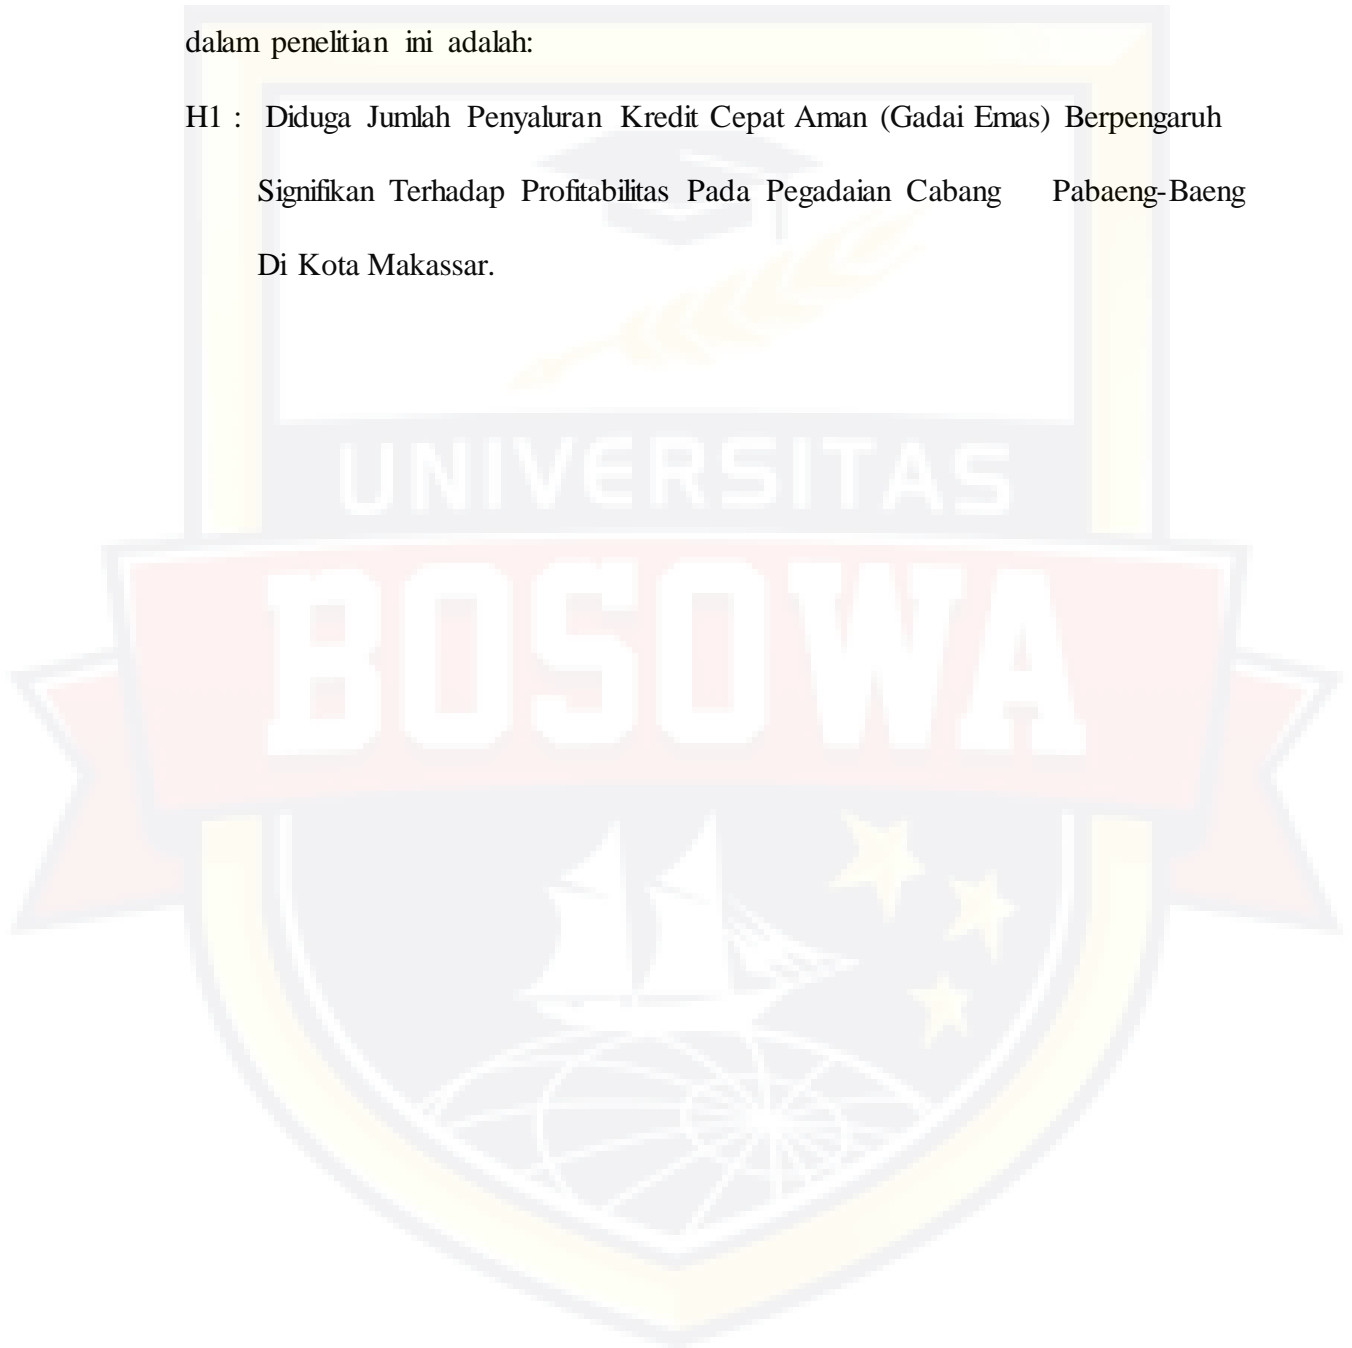 dalam penelitian ini adalah:
H1 : Diduga Jumlah Penyaluran Kredit Cepat Aman (Gadai Emas) Berpengaruh
Signifikan Terhadap Profitabilitas Pada Pegadaian Cabang Pabaeng-Baeng
Di Kota Makassar.
UNIVERSITAS
BOSOWA